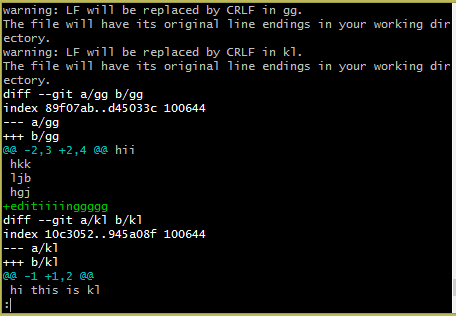 warning: LF will be replaced by CRLF in gg.
The file will have its original line endings in your working dir
ectory.
warning: LF will be replaced by CRLF in kl.
The file will have its original line endings in your working dir
ectory.
diff --git a/gg b/gg
index 89f07ab..d45033c 100644
--- a/gg
+++ b/gg
@@ -2,3 +2,4 @@ hii
 hkk
 ljb
 hgj
+editiiiinggggg
diff --git a/kl b/kl
index 10c3052..945a08f 100644
--- a/kl
+++ b/kl
@@ -1 +1,2 @@
 hi this is kl
: